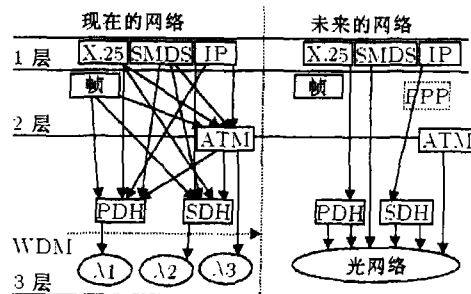 现在的网络 未来的网络
1层 X.25 SMDS IP X.25 SMDS IP
帧 帧 PPP
2层 ATM ATM
PDH SDH PDH SDH
WDM
3层 λ1 λ2 λ3 光网络